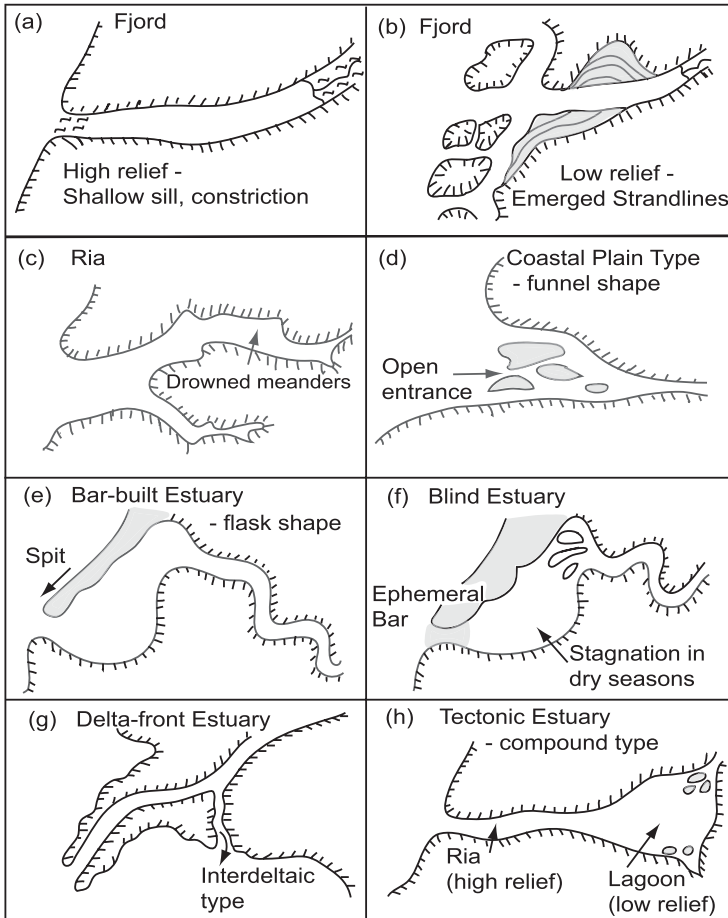 (a) Fjord
High relief -
Shallow sill, constriction
(b) Fjord
Low relief -
Emerged Strandlines
(c) Ria
Drowned meanders
(d) Coastal Plain Type
- funnel shape
Open
entrance
(e) Bar-built Estuary
- flask shape
Spit
(f) Blind Estuary
Ephemeral
Bar
Stagnation in
dry seasons
(g) Delta-front Estuary
Interdeltaic
type
(h) Tectonic Estuary
- compound type
Ria
(high relief)
Lagoon
(low relief)